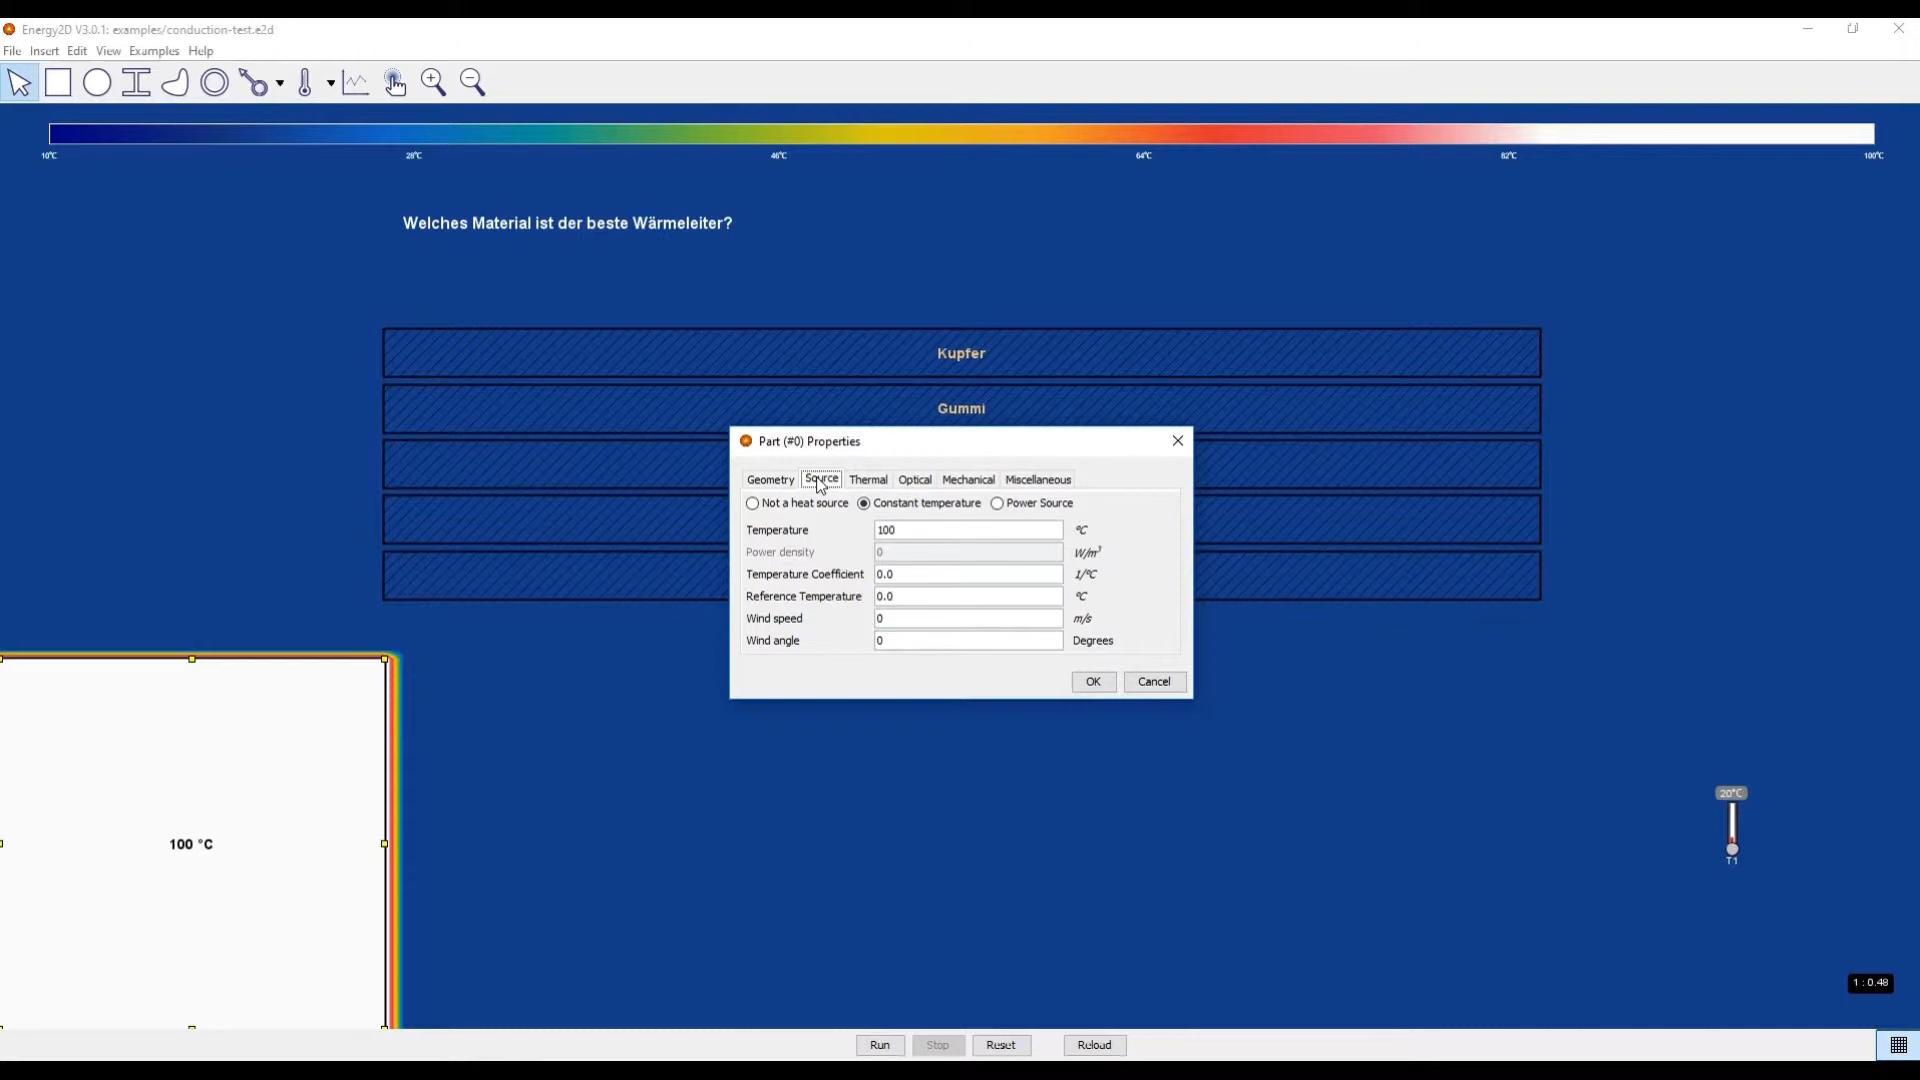 Energy2D V3.0.1: examples/conduction-test.e2d
File Insert Edit View Examples Help
10°C 28°C 46°C 64°C 82°C 100°C
Welches Material ist der beste Wärmeleiter?
Kupfer
Gummi
Part (#0) Properties
Geometry Source Thermal Optical Mechanical Miscellaneous
Not a heat source Constant temperature Power Source
Temperature 100 °C
Power density 0 W/m³
Temperature Coefficient 0.0 1/°C
Reference Temperature 0.0 °C
Wind speed 0 m/s
Wind angle 0 Degrees
OK Cancel
20°C
T1
100 °C
1 : 0.48
Run Stop Reset Reload